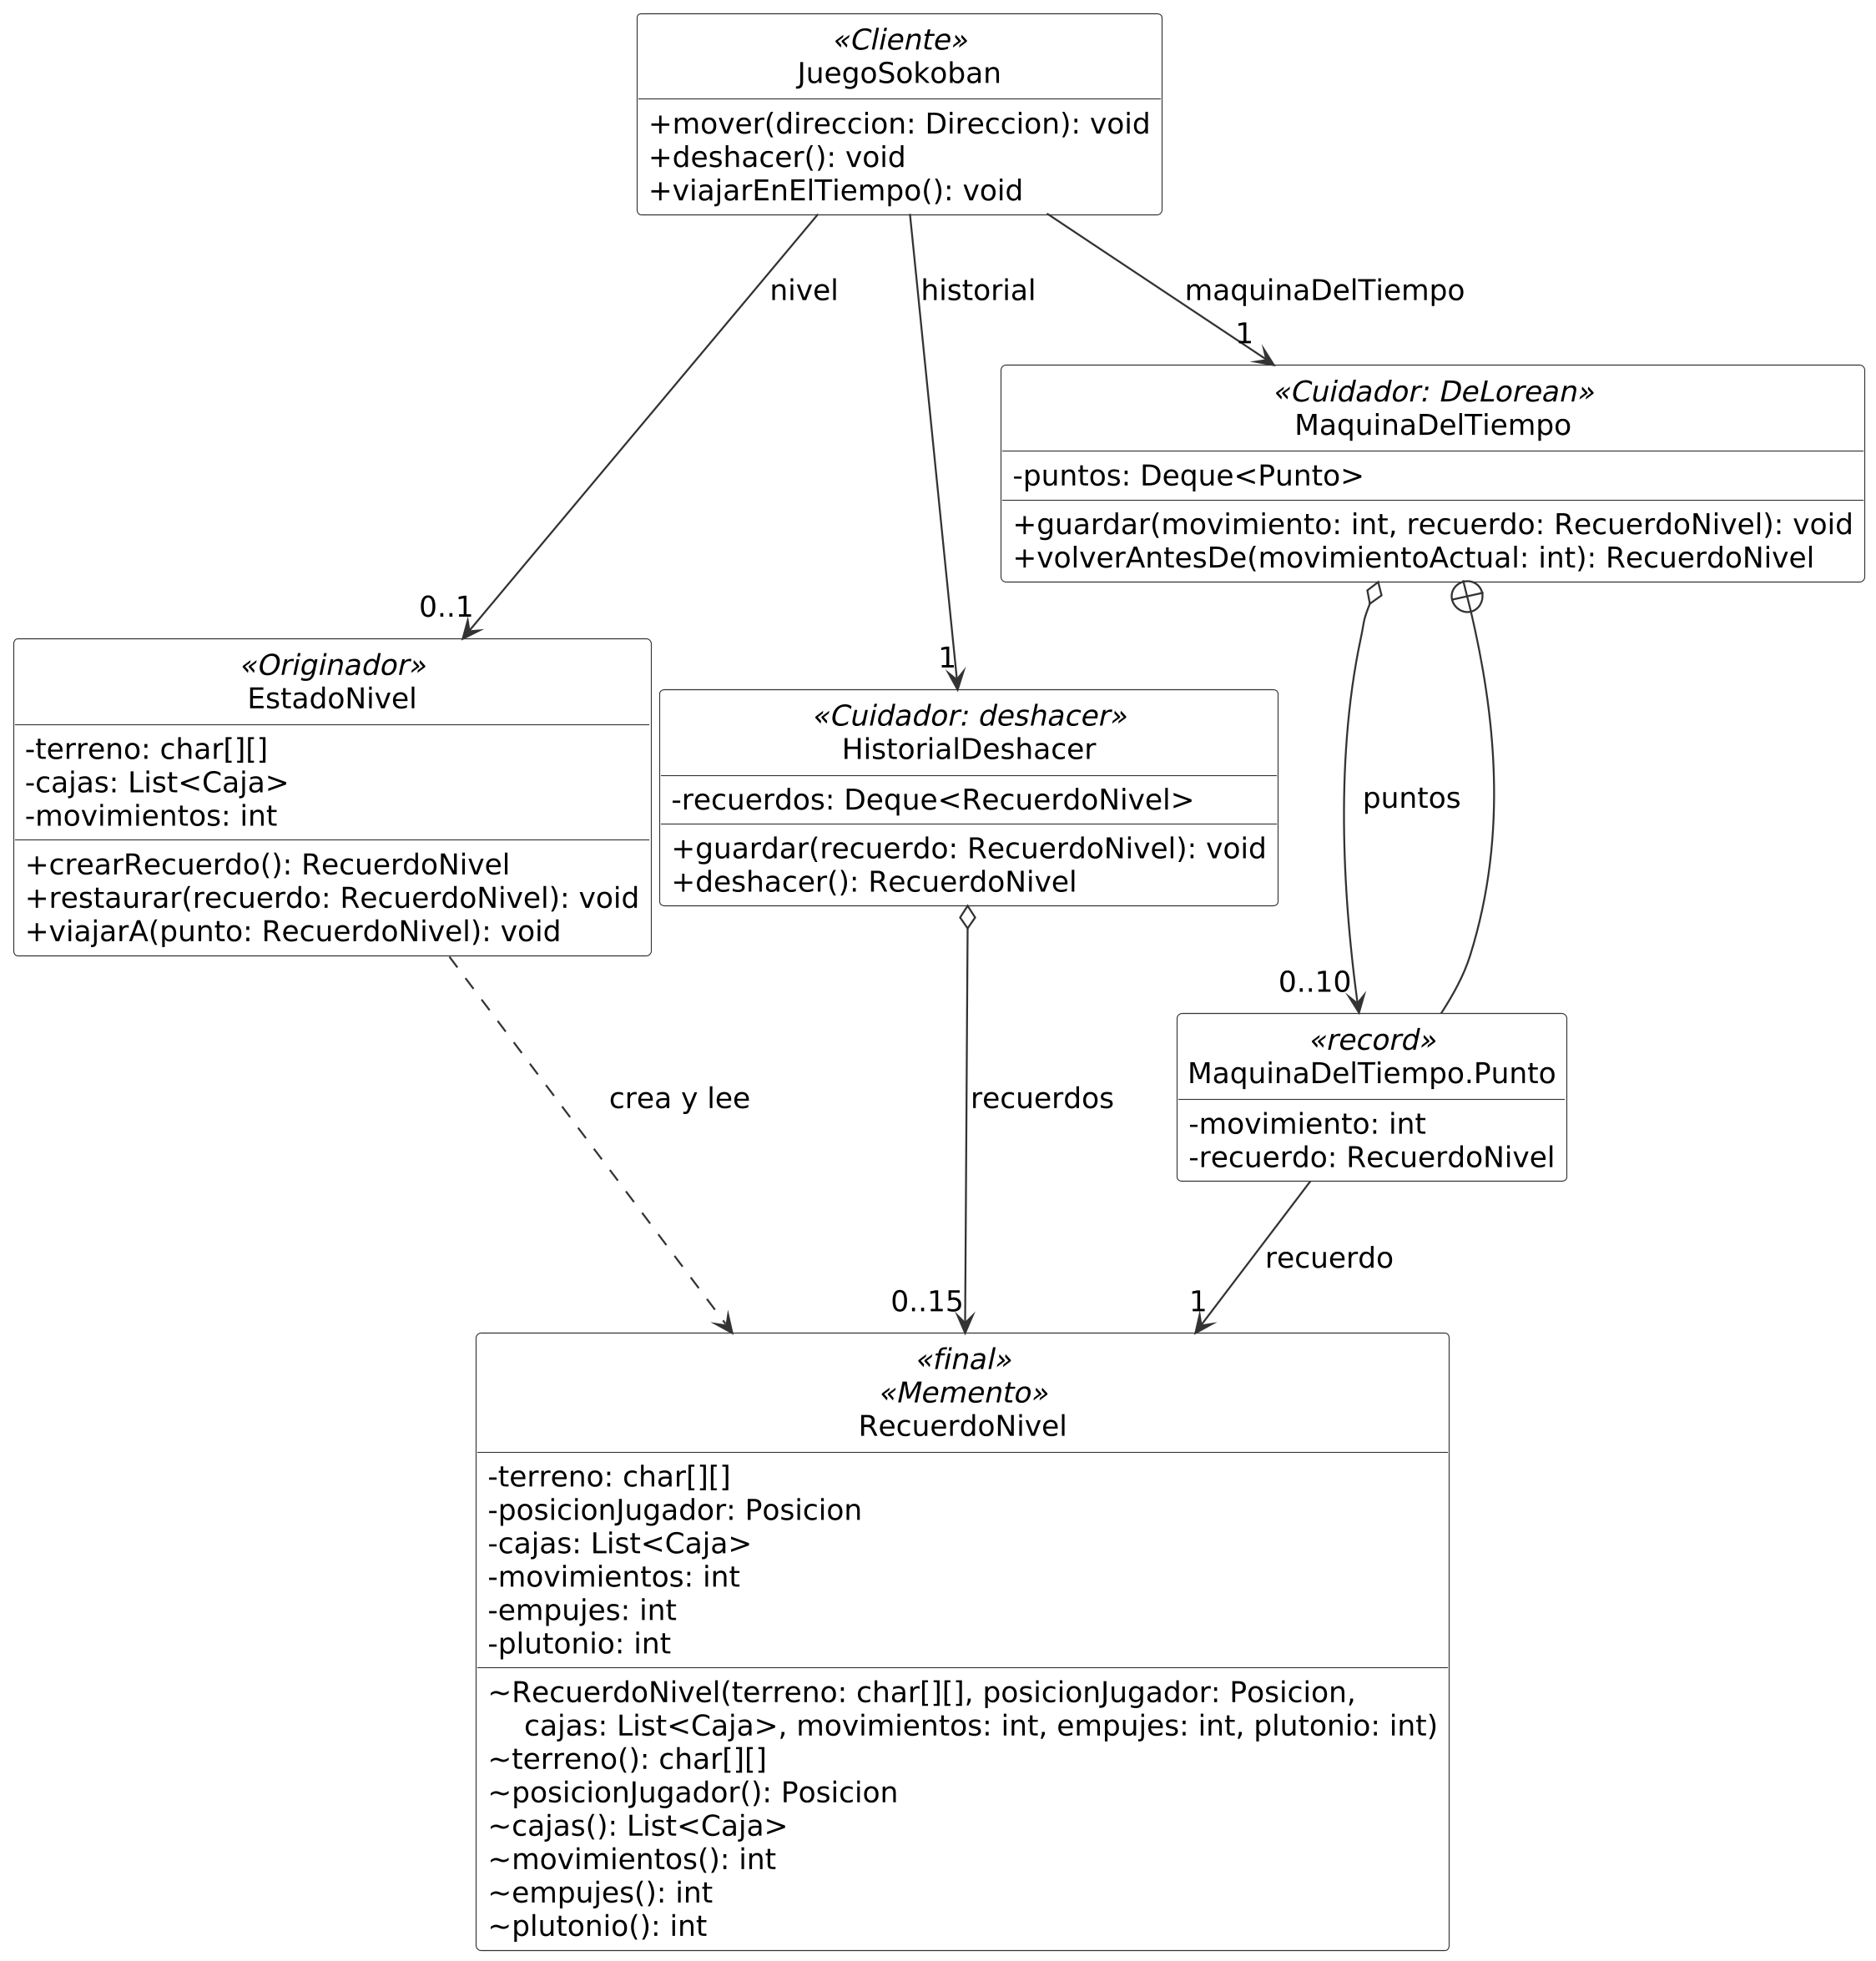 «Cliente»
JuegoSokoban
+mover(direccion: Direccion): void
+deshacer(): void
+viajarEnElTiempo(): void
nivel
historial
maquinaDelTiempo
1
«Cuidador: DeLorean»
MaquinaDelTiempo
-puntos: Deque<Punto>
+guardar(movimiento: int, recuerdo: RecuerdoNivel): void
+volverAntesDe(movimientoActual: int): RecuerdoNivel
0..1
«Originador»
EstadoNivel
-terreno: char[][]
-cajas: List<Caja>
-movimientos: int
+crearRecuerdo(): RecuerdoNivel
+restaurar(recuerdo: RecuerdoNivel): void
+viajarA(punto: RecuerdoNivel): void
1
«Cuidador: deshacer»
HistorialDeshacer
-recuerdos: Deque<RecuerdoNivel>
+guardar(recuerdo: RecuerdoNivel): void
+deshacer(): RecuerdoNivel
puntos
0..10
«record»
MaquinaDelTiempo.Punto
-movimiento: int
-recuerdo: RecuerdoNivel
crea y lee
recuerdos
recuerdo
0..15
1
«final»
«Memento»
RecuerdoNivel
-terreno: char[][]
-posicionJugador: Posicion
-cajas: List<Caja>
-movimientos: int
-empujes: int
-plutonio: int
~RecuerdoNivel(terreno: char[][], posicionJugador: Posicion,
cajas: List<Caja>, movimientos: int, empujes: int, plutonio: int)
~terreno(): char[][]
~posicionJugador(): Posicion
~cajas(): List<Caja>
~movimientos(): int
~empujes(): int
~plutonio(): int